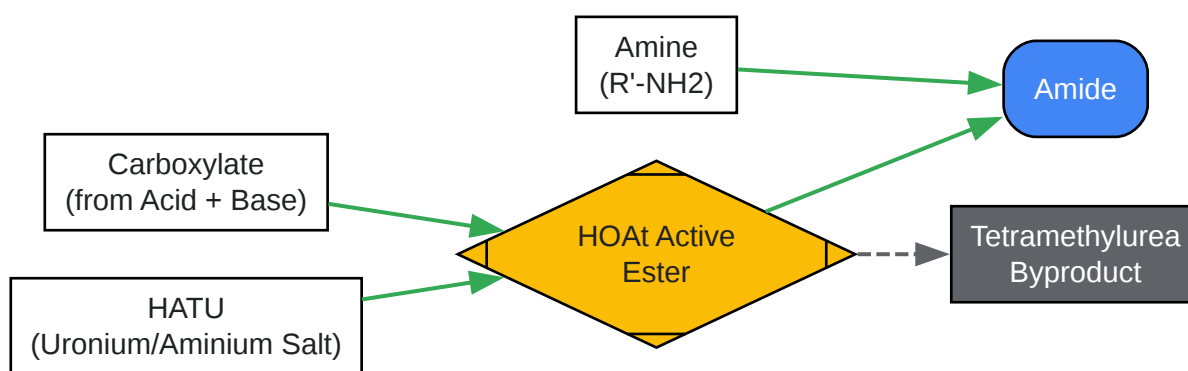 Amine
(R'-NH2)
Amide
Carboxylate
(from Acid + Base)
HOAt Active
Ester
Tetramethylurea
Byproduct
HATU
(Uronium/Aminium Salt)